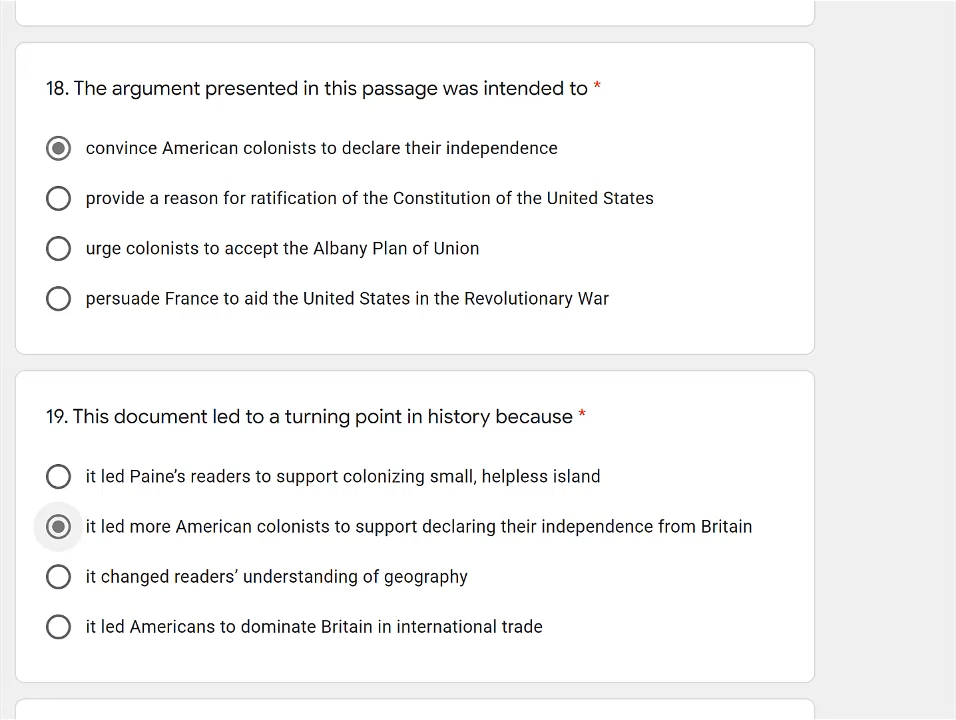 18. The argument presented in this passage was intended to *
convince American colonists to declare their independence
provide a reason for ratification of the Constitution of the United States
urge colonists to accept the Albany Plan of Union
persuade France to aid the United States in the Revolutionary War
19. This document led to a turning point in history because *
it led Paine’s readers to support colonizing small, helpless island
it led more American colonists to support declaring their independence from Britain
it changed readers’ understanding of geography
it led Americans to dominate Britain in international trade